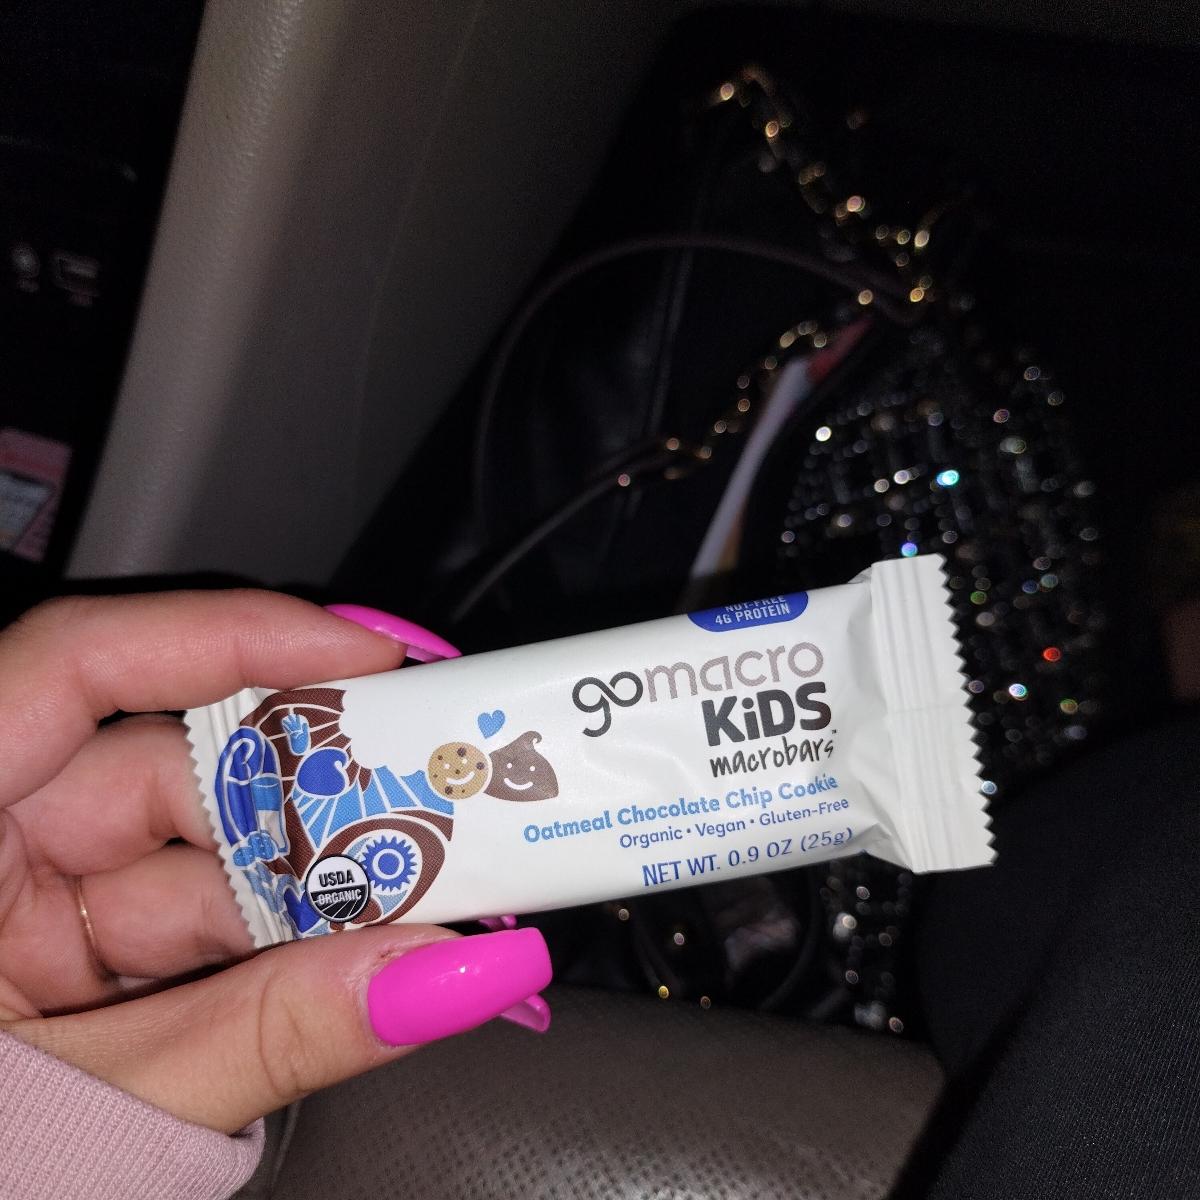 NUT-FREE
4G PROTEIN
gomacro
KiDS
macrobars™
Oatmeal Chocolate Chip Cookie
Organic • Vegan • Gluten-Free
NET WT. 0.9 OZ (25g)
USDA
ORGANIC